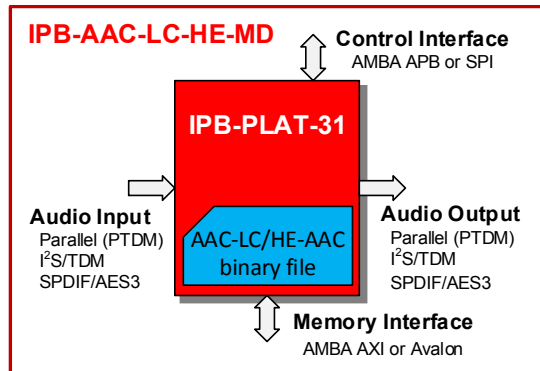 IPB-AAC-LC-HE-MD
Control Interface
AMBA APB or SPI
IPB-PLAT-31
Audio Input
Parallel (PTDM)
I²S/TDM
SPDIF/AES3
AAC-LC/HE-AAC
binary file
Audio Output
Parallel (PTDM)
I²S/TDM
SPDIF/AES3
Memory Interface
AMBA AXI or Avalon